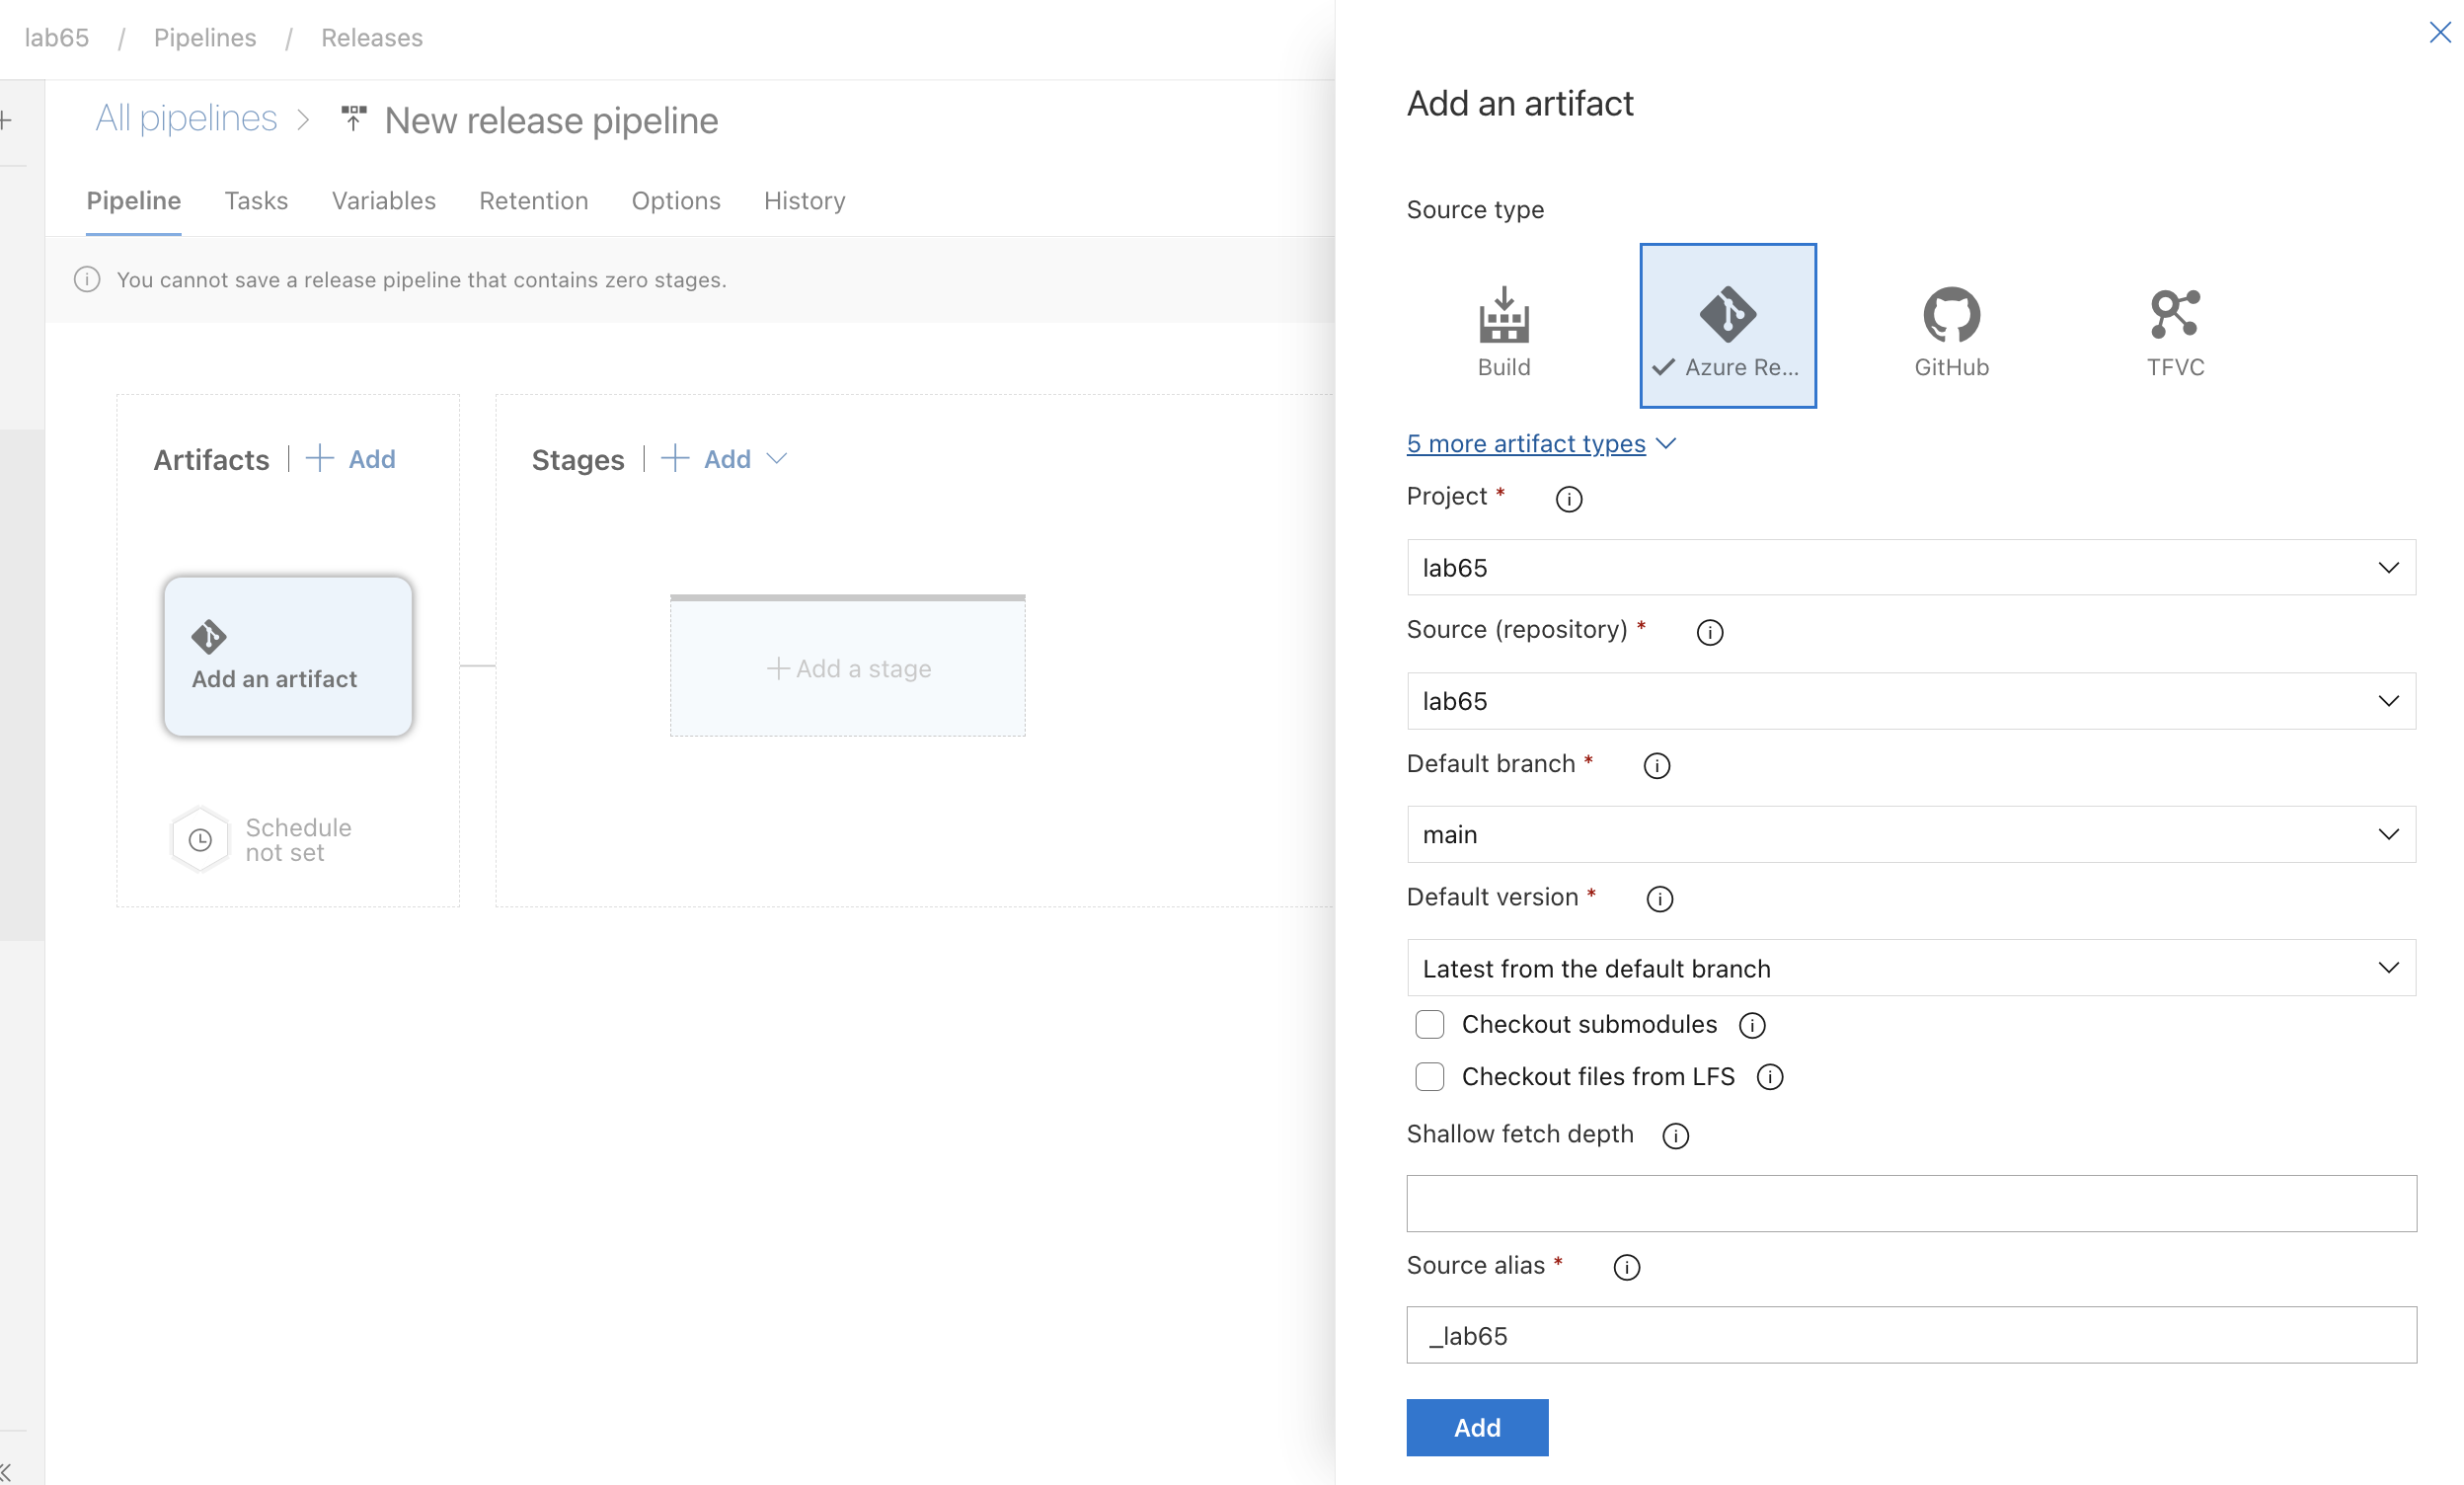 lab65 / Pipelines / Releases
All pipelines > New release pipeline
Pipeline Tasks Variables Retention Options History
You cannot save a release pipeline that contains zero stages.
Artifacts | + Add
Add an artifact
Schedule
not set
Stages | + Add
+ Add a stage
Add an artifact
Source type
Build
Azure Re...
GitHub
TFVC
5 more artifact types
Project *
lab65
Source (repository) *
lab65
Default branch *
main
Default version *
Latest from the default branch
Checkout submodules
Checkout files from LFS
Shallow fetch depth
Source alias *
_lab65
Add